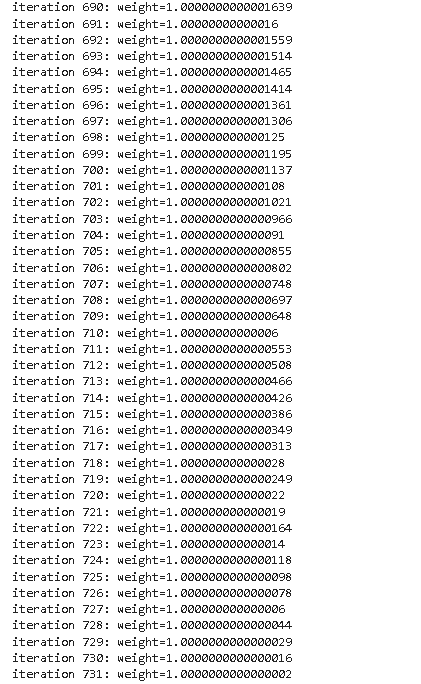 iteration 690: weight=1.0000000000001639
iteration 691: weight=1.00000000000016
iteration 692: weight=1.0000000000001559
iteration 693: weight=1.0000000000001514
iteration 694: weight=1.0000000000001465
iteration 695: weight=1.0000000000001414
iteration 696: weight=1.0000000000001361
iteration 697: weight=1.0000000000001306
iteration 698: weight=1.000000000000125
iteration 699: weight=1.0000000000001195
iteration 700: weight=1.0000000000001137
iteration 701: weight=1.000000000000108
iteration 702: weight=1.0000000000001021
iteration 703: weight=1.0000000000000966
iteration 704: weight=1.000000000000091
iteration 705: weight=1.0000000000000855
iteration 706: weight=1.0000000000000802
iteration 707: weight=1.0000000000000748
iteration 708: weight=1.0000000000000697
iteration 709: weight=1.0000000000000648
iteration 710: weight=1.00000000000006
iteration 711: weight=1.0000000000000553
iteration 712: weight=1.0000000000000508
iteration 713: weight=1.0000000000000466
iteration 714: weight=1.0000000000000426
iteration 715: weight=1.0000000000000386
iteration 716: weight=1.0000000000000349
iteration 717: weight=1.0000000000000313
iteration 718: weight=1.000000000000028
iteration 719: weight=1.0000000000000249
iteration 720: weight=1.000000000000022
iteration 721: weight=1.000000000000019
iteration 722: weight=1.0000000000000164
iteration 723: weight=1.000000000000014
iteration 724: weight=1.0000000000000118
iteration 725: weight=1.0000000000000098
iteration 726: weight=1.0000000000000078
iteration 727: weight=1.000000000000006
iteration 728: weight=1.0000000000000044
iteration 729: weight=1.0000000000000029
iteration 730: weight=1.0000000000000016
iteration 731: weight=1.0000000000000002